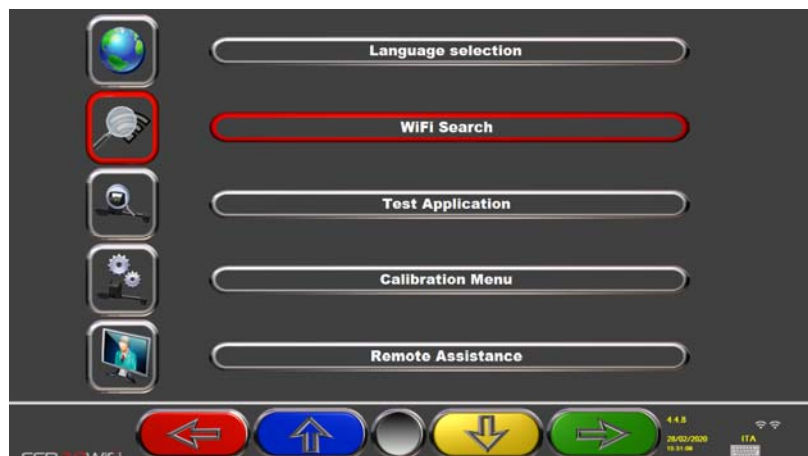 Language selection
WiFi Search
Test Application
Calibration Menu
Remote Assistance
4.4.8
28/02/2020
ITA